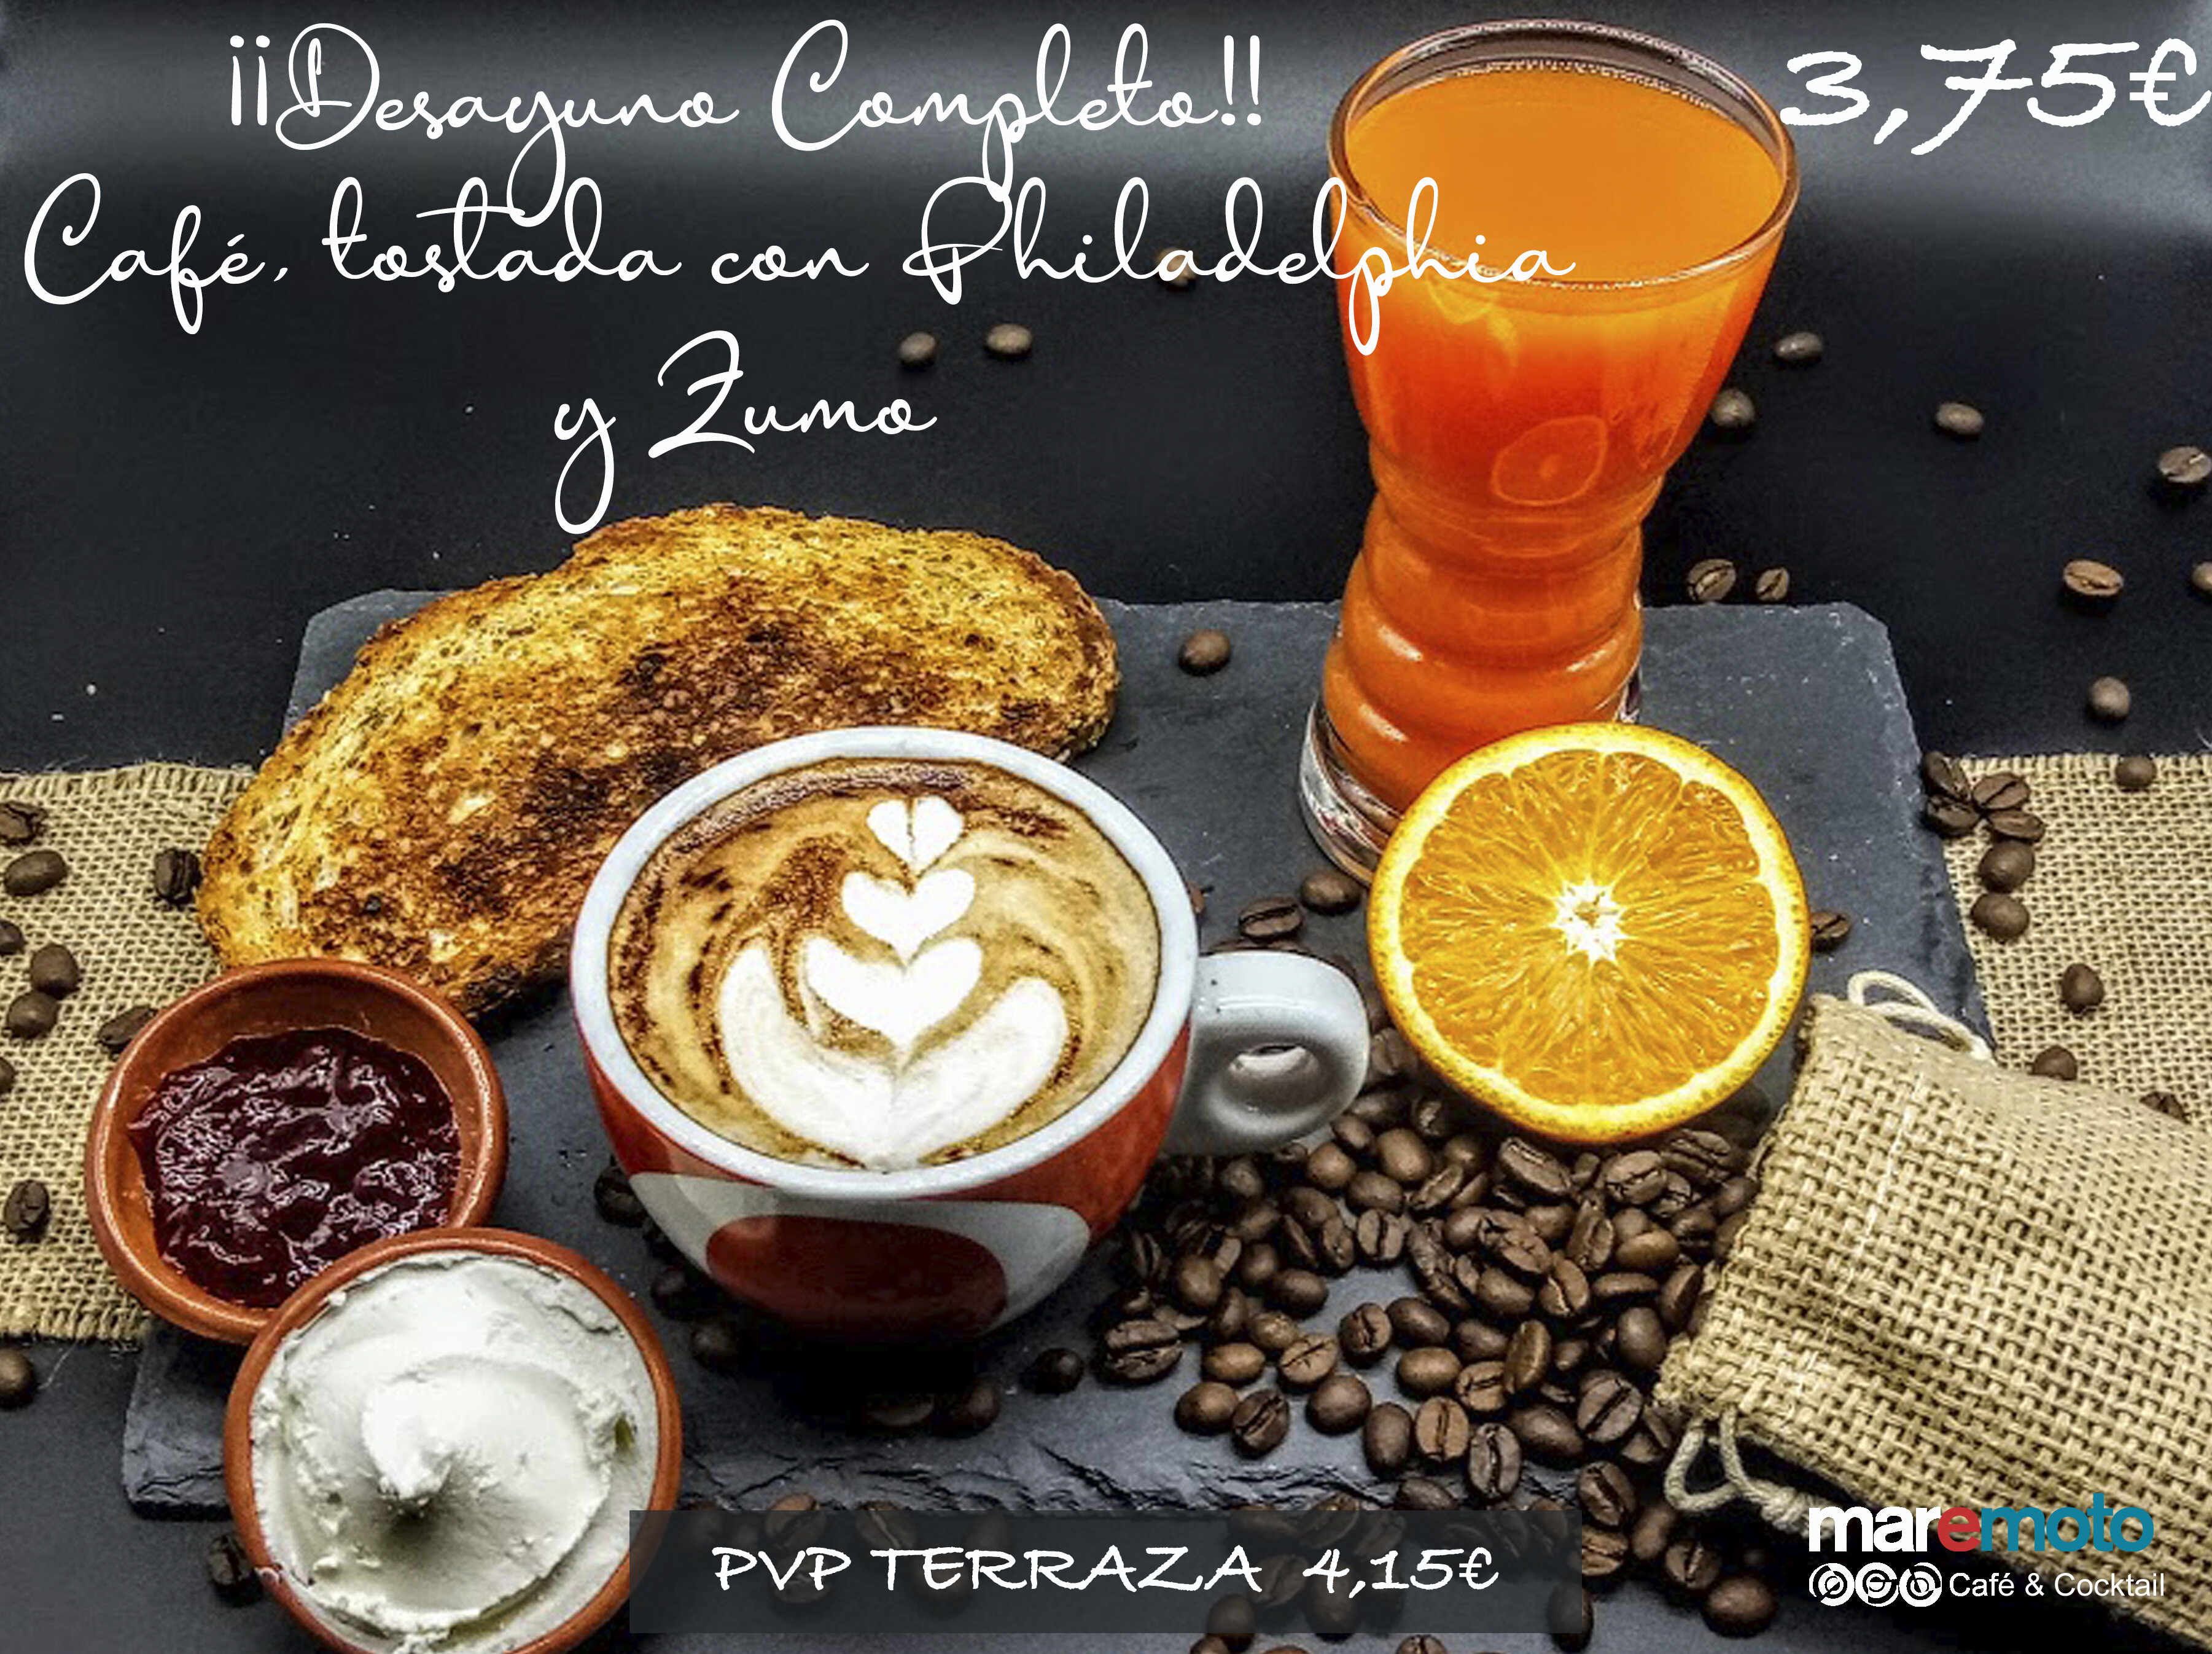 ¡¡Desayuno Completo!!
3,75€
Café, tostada con Philadelphia
y Zumo
PVP TERRAZA 4,15€
maremoto
Café & Cocktail